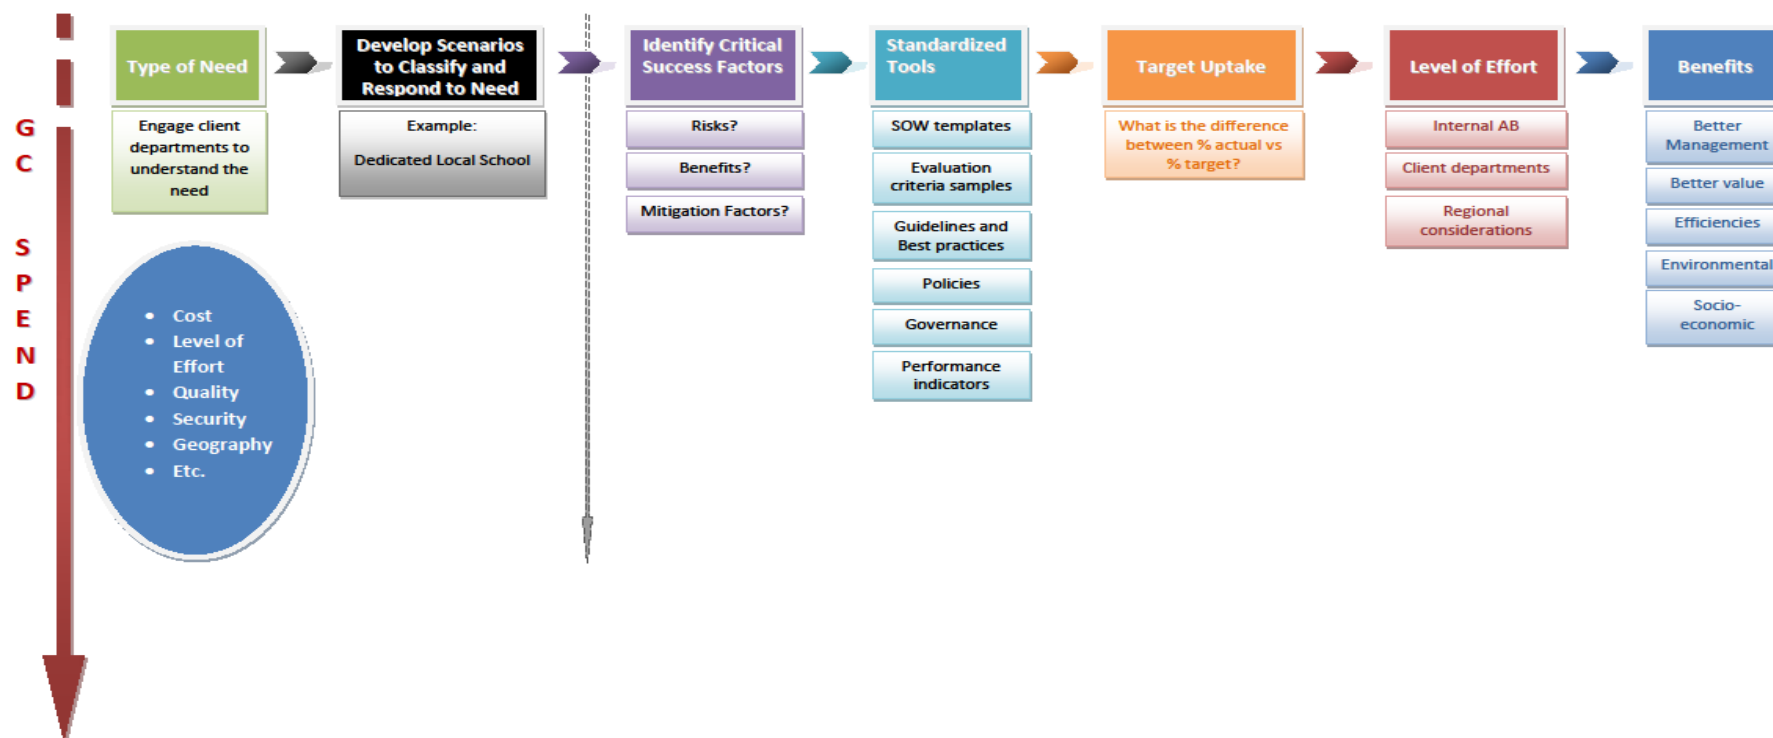 GC SPEND
Type of Need
Engage client
departments to
understand the
need
• Cost
• Level of
Effort
• Quality
• Security
• Geography
• Etc.
Develop Scenarios
to Classify and
Respond to Need
Example:
Dedicated Local School
Identify Critical
Success Factors
Risks?
Benefits?
Mitigation Factors?
Standardized
Tools
SOW templates
Evaluation
criteria samples
Guidelines and
Best practices
Policies
Governance
Performance
indicators
Target Uptake
What is the difference
between % actual vs
% target?
Level of Effort
Internal AB
Client departments
Regional
considerations
Benefits
Better
Management
Better value
Efficiencies
Environmental
Socio-
economic